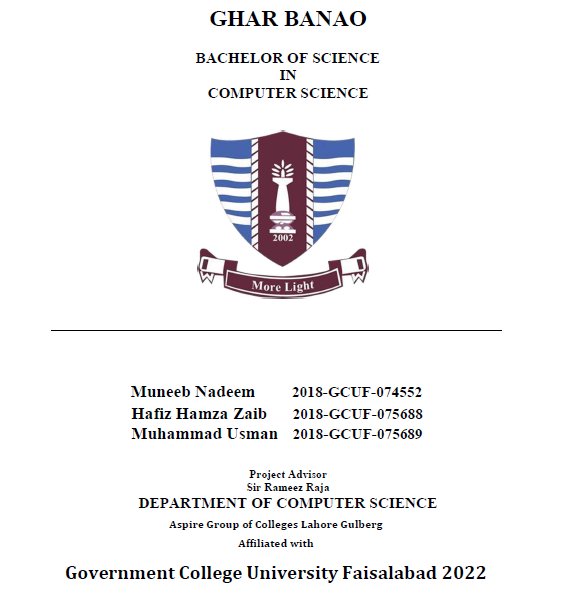 GHAR BANAO
BACHELOR OF SCIENCE
IN
COMPUTER SCIENCE
2002
More Light
Muneeb Nadeem 2018-GCUF-074552
Hafiz Hamza Zaib 2018-GCUF-075688
Muhammad Usman 2018-GCUF-075689
Project Advisor
Sir Rameez Raja
DEPARTMENT OF COMPUTER SCIENCE
Aspire Group of Colleges Lahore Gulberg
Affiliated with
Government College University Faisalabad 2022